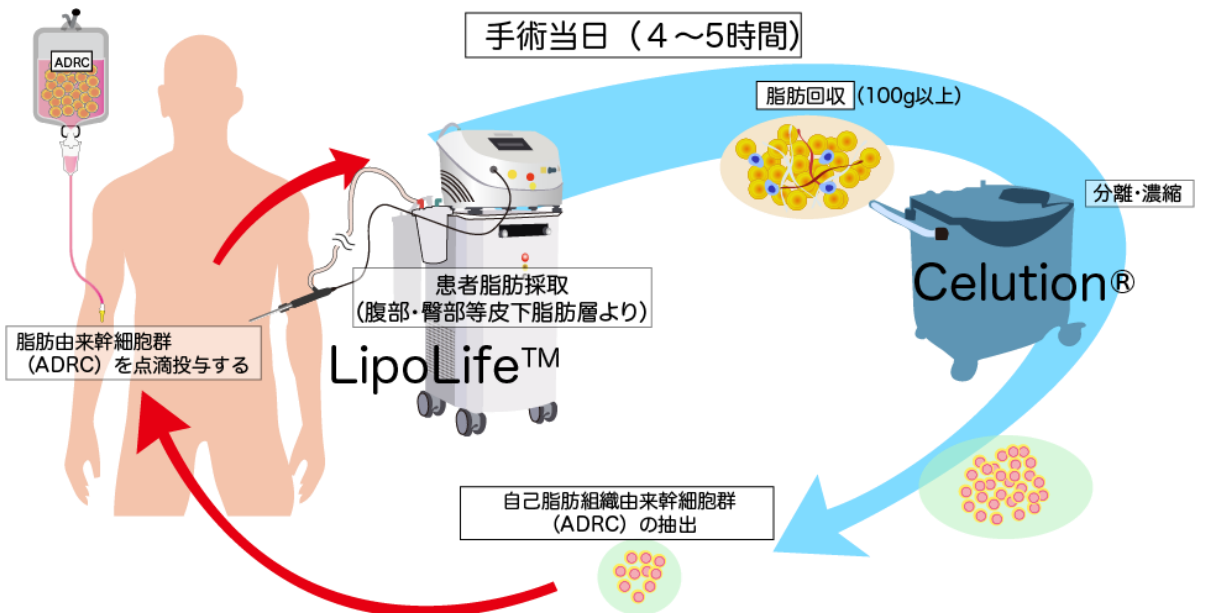 手術当日（４～5時間)
ADRC
脂肪回収(100g以上)
分離･濃縮
Celution®
患者脂肪採取
(腹部･臀部等皮下脂肪層より)
LipoLife™
脂肪由来幹細胞群
（ADRC）を点滴投与する
自己脂肪組織由来幹細胞群
（ADRC）の抽出